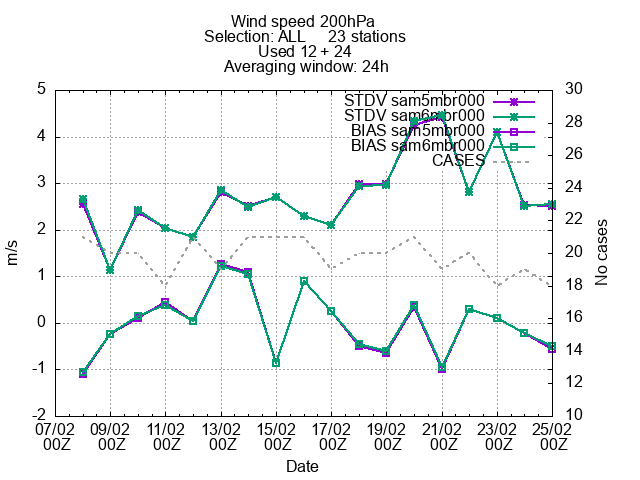 Wind speed 200hPa
Selection: ALL 23 stations
Used 12 + 24
Averaging window: 24h
STDV sam5mbr000
STDV sam6mbr000
BIAS sam5mbr000
BIAS sam6mbr000
CASES
5
4
3
2
1
0
-1
-2
m/s
30
28
26
24
22
20
18
16
14
12
10
No cases
07/02 09/02 11/02 13/02 15/02 17/02 19/02 21/02 23/02 25/02
00Z 00Z 00Z 00Z 00Z 00Z 00Z 00Z 00Z 00Z
Date